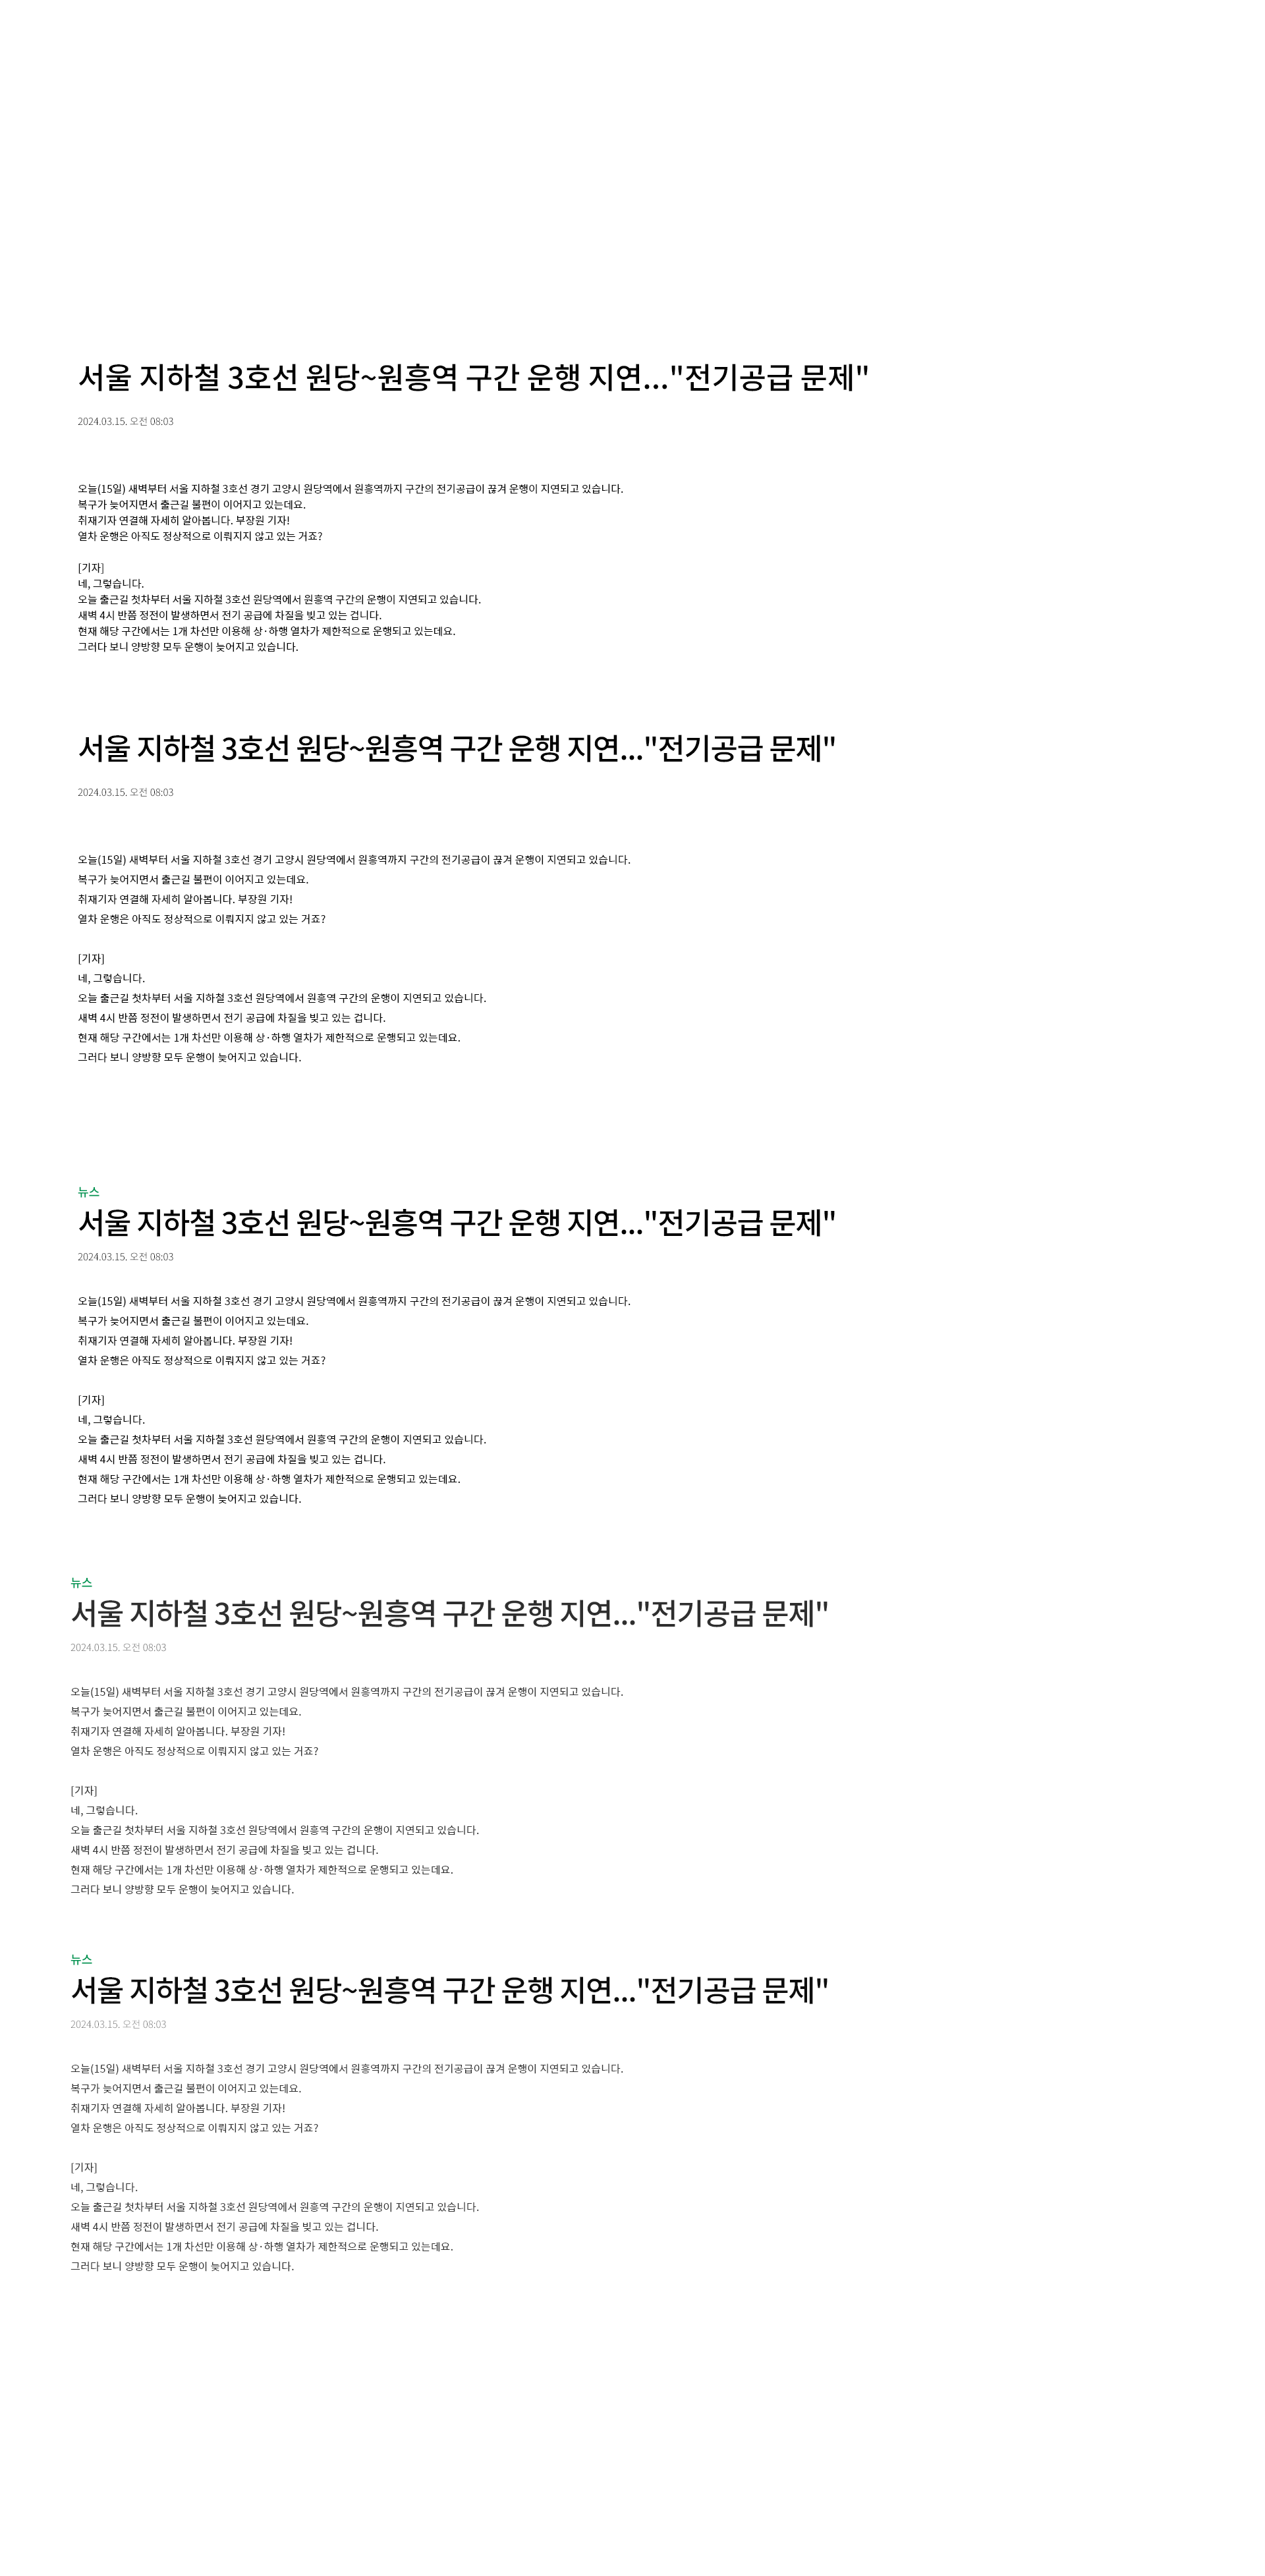 서울 지하철 3호선 원당~원흥역 구간 운행 지연..."전기공급 문제"
2024.03.15. 오전 08:03
오늘(15일) 새벽부터 서울 지하철 3호선 경기 고양시 원당역에서 원흥역까지 구간의 전기공급이 끊겨 운행이 지연되고 있습니다.
복구가 늦어지면서 출근길 불편이 이어지고 있는데요.
취재기자 연결해 자세히 알아봅니다. 부장원 기자!
열차 운행은 아직도 정상적으로 이뤄지지 않고 있는 거죠?
[기자]
네, 그렇습니다.
오늘 출근길 첫차부터 서울 지하철 3호선 원당역에서 원흥역 구간의 운행이 지연되고 있습니다.
새벽 4시 반쯤 정전이 발생하면서 전기 공급에 차질을 빚고 있는 겁니다.
현재 해당 구간에서는 1개 차선만 이용해 상·하행 열차가 제한적으로 운행되고 있는데요.
그러다 보니 양방향 모두 운행이 늦어지고 있습니다.
서울 지하철 3호선 원당~원흥역 구간 운행 지연..."전기공급 문제"
2024.03.15. 오전 08:03
오늘(15일) 새벽부터 서울 지하철 3호선 경기 고양시 원당역에서 원흥역까지 구간의 전기공급이 끊겨 운행이 지연되고 있습니다.
복구가 늦어지면서 출근길 불편이 이어지고 있는데요.
취재기자 연결해 자세히 알아봅니다. 부장원 기자!
열차 운행은 아직도 정상적으로 이뤄지지 않고 있는 거죠?
[기자]
네, 그렇습니다.
오늘 출근길 첫차부터 서울 지하철 3호선 원당역에서 원흥역 구간의 운행이 지연되고 있습니다.
새벽 4시 반쯤 정전이 발생하면서 전기 공급에 차질을 빚고 있는 겁니다.
현재 해당 구간에서는 1개 차선만 이용해 상·하행 열차가 제한적으로 운행되고 있는데요.
그러다 보니 양방향 모두 운행이 늦어지고 있습니다.
뉴스
서울 지하철 3호선 원당~원흥역 구간 운행 지연..."전기공급 문제"
2024.03.15. 오전 08:03
오늘(15일) 새벽부터 서울 지하철 3호선 경기 고양시 원당역에서 원흥역까지 구간의 전기공급이 끊겨 운행이 지연되고 있습니다.
복구가 늦어지면서 출근길 불편이 이어지고 있는데요.
취재기자 연결해 자세히 알아봅니다. 부장원 기자!
열차 운행은 아직도 정상적으로 이뤄지지 않고 있는 거죠?
[기자]
네, 그렇습니다.
오늘 출근길 첫차부터 서울 지하철 3호선 원당역에서 원흥역 구간의 운행이 지연되고 있습니다.
새벽 4시 반쯤 정전이 발생하면서 전기 공급에 차질을 빚고 있는 겁니다.
현재 해당 구간에서는 1개 차선만 이용해 상·하행 열차가 제한적으로 운행되고 있는데요.
그러다 보니 양방향 모두 운행이 늦어지고 있습니다.
뉴스
서울 지하철 3호선 원당~원흥역 구간 운행 지연..."전기공급 문제"
2024.03.15. 오전 08:03
오늘(15일) 새벽부터 서울 지하철 3호선 경기 고양시 원당역에서 원흥역까지 구간의 전기공급이 끊겨 운행이 지연되고 있습니다.
복구가 늦어지면서 출근길 불편이 이어지고 있는데요.
취재기자 연결해 자세히 알아봅니다. 부장원 기자!
열차 운행은 아직도 정상적으로 이뤄지지 않고 있는 거죠?
[기자]
네, 그렇습니다.
오늘 출근길 첫차부터 서울 지하철 3호선 원당역에서 원흥역 구간의 운행이 지연되고 있습니다.
새벽 4시 반쯤 정전이 발생하면서 전기 공급에 차질을 빚고 있는 겁니다.
현재 해당 구간에서는 1개 차선만 이용해 상·하행 열차가 제한적으로 운행되고 있는데요.
그러다 보니 양방향 모두 운행이 늦어지고 있습니다.
뉴스
서울 지하철 3호선 원당~원흥역 구간 운행 지연..."전기공급 문제"
2024.03.15. 오전 08:03
오늘(15일) 새벽부터 서울 지하철 3호선 경기 고양시 원당역에서 원흥역까지 구간의 전기공급이 끊겨 운행이 지연되고 있습니다.
복구가 늦어지면서 출근길 불편이 이어지고 있는데요.
취재기자 연결해 자세히 알아봅니다. 부장원 기자!
열차 운행은 아직도 정상적으로 이뤄지지 않고 있는 거죠?
[기자]
네, 그렇습니다.
오늘 출근길 첫차부터 서울 지하철 3호선 원당역에서 원흥역 구간의 운행이 지연되고 있습니다.
새벽 4시 반쯤 정전이 발생하면서 전기 공급에 차질을 빚고 있는 겁니다.
현재 해당 구간에서는 1개 차선만 이용해 상·하행 열차가 제한적으로 운행되고 있는데요.
그러다 보니 양방향 모두 운행이 늦어지고 있습니다.